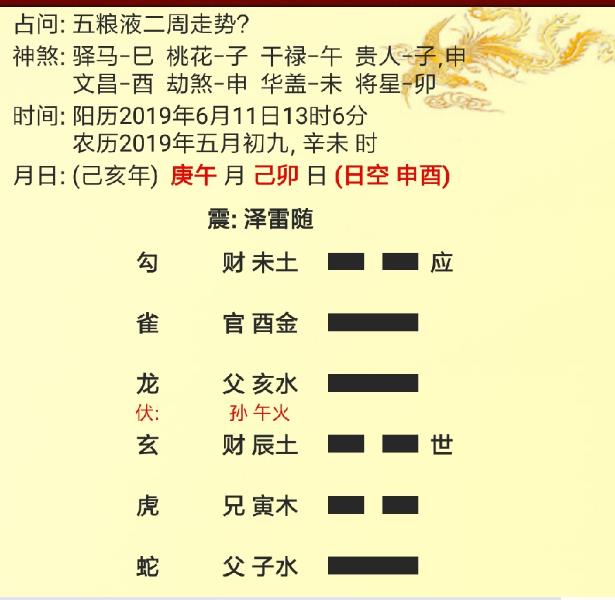 占问: 五粮液二周走势?
神煞: 驿马-巳 桃花-子 干禄-午 贵人-子,申
文昌-酉 劫煞-申 华盖-未 将星-卯
时间: 阳历2019年6月11日13时6分
农历2019年五月初九, 辛未 时
月日: (己亥年) 庚午 月 己卯 日 (日空 申酉)
震: 泽雷随
勾 财 未土 应
雀 官 酉金
龙 父 亥水
伏: 孙 午火
玄 财 辰土 世
虎 兄 寅木
蛇 父 子水